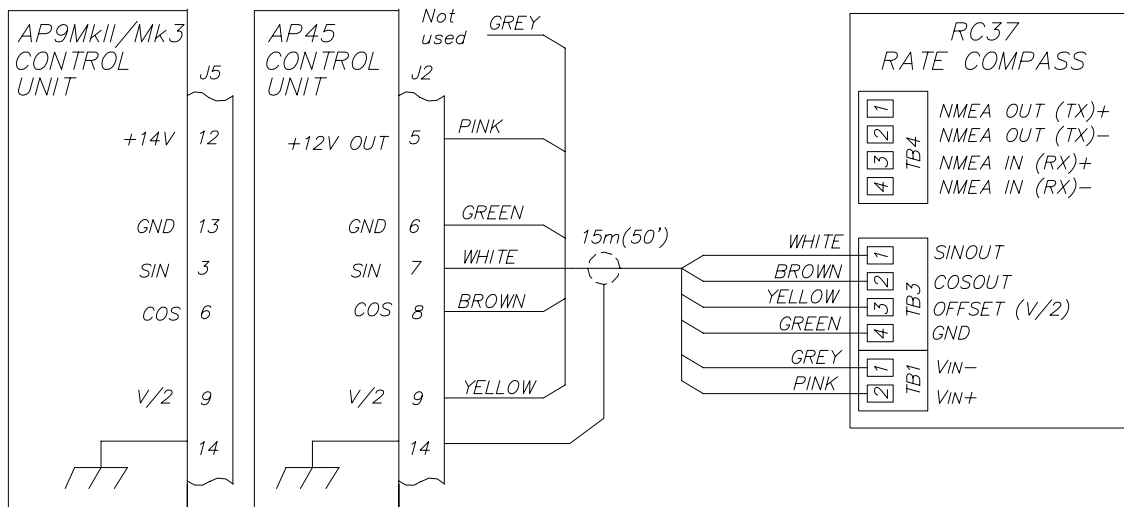 AP9MkII/Mk3
CONTROL
UNIT
J5
+14V 12
GND 13
SIN 3
COS 6
V/2 9
14
AP45
CONTROL
UNIT
J2
+12V OUT 5
GND 6
SIN 7
COS 8
V/2 9
14
Not
used
GREY
PINK
GREEN
WHITE
BROWN
YELLOW
15m(50')
WHITE
BROWN
YELLOW
GREEN
GREY
PINK
RC37
RATE COMPASS
1 NMEA OUT (TX)+
2 NMEA OUT (TX)-
3 NMEA IN (RX)+
4 NMEA IN (RX)-
TB4
1 SINOUT
2 COSOUT
3 OFFSET (V/2)
4 GND
TB3
1 VIN-
2 VIN+
TB1